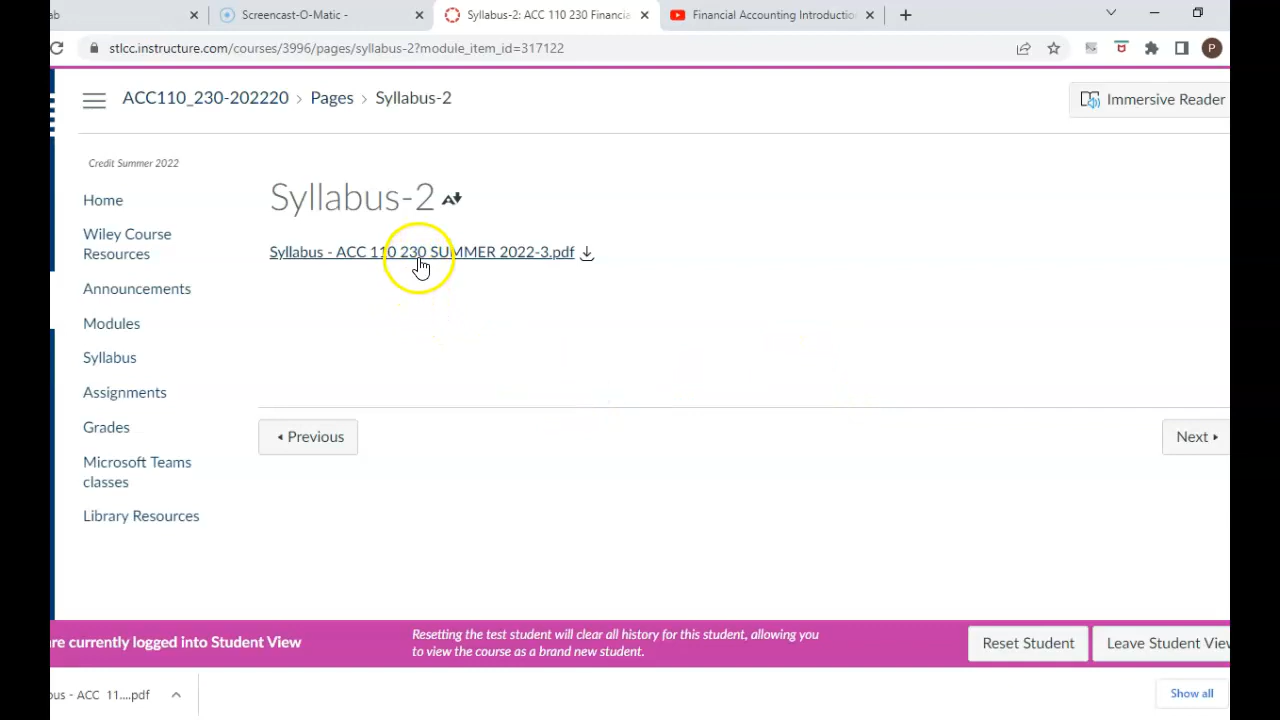 ab
Screencast-O-Matic -
Syllabus-2: ACC 110 230 Financia
Financial Accounting Introductio
stlcc.instructure.com/courses/3996/pages/syllabus-2?module_item_id=317122
P
ACC110_230-202220 > Pages > Syllabus-2
Immersive Reader
Credit Summer 2022
Home
Wiley Course
Resources
Announcements
Modules
Syllabus
Assignments
Grades
Microsoft Teams
classes
Library Resources
Syllabus-2
Syllabus - ACC 110 230 SUMMER 2022-3.pdf
Previous
Next
re currently logged into Student View
Resetting the test student will clear all history for this student, allowing you
to view the course as a brand new student.
Reset Student
Leave Student Viev
bus - ACC 11....pdf
Show all